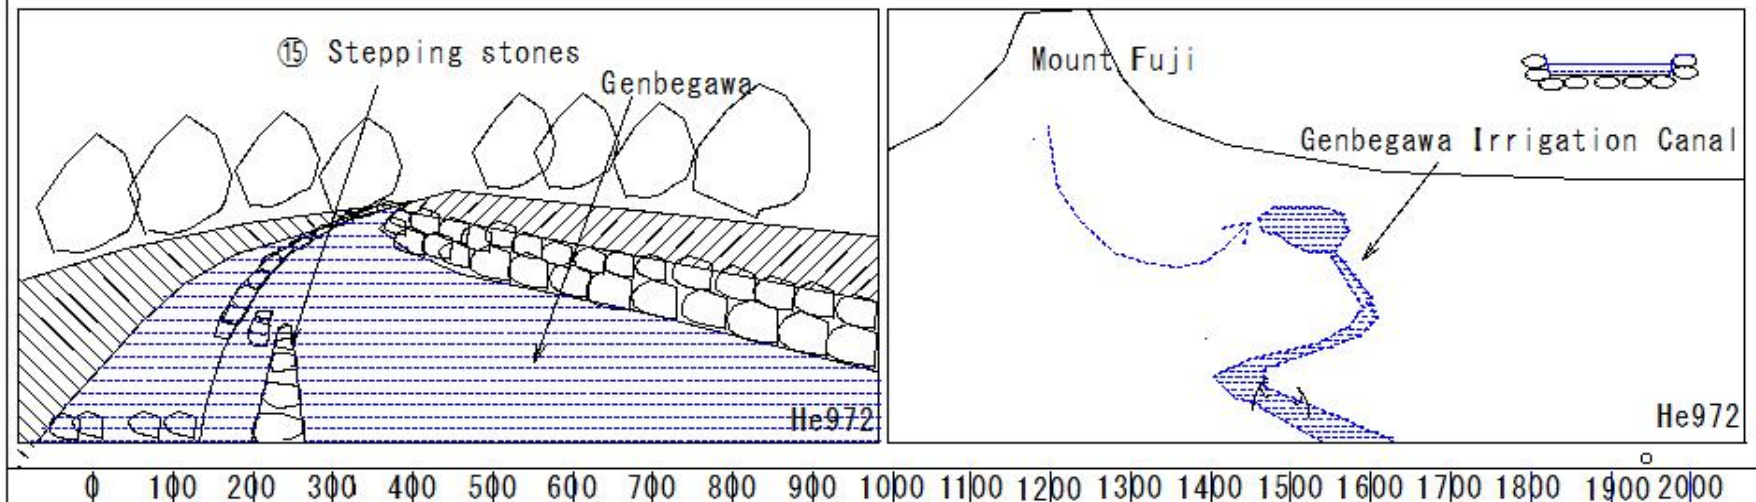 ⑮ Stepping stones
Genbegawa
He972
Mount Fuji
Genbegawa Irrigation Canal
He972
0 100 200 300 400 500 600 700 800 900 1000 1100 1200 1300 1400 1500 1600 1700 1800 1900 2000